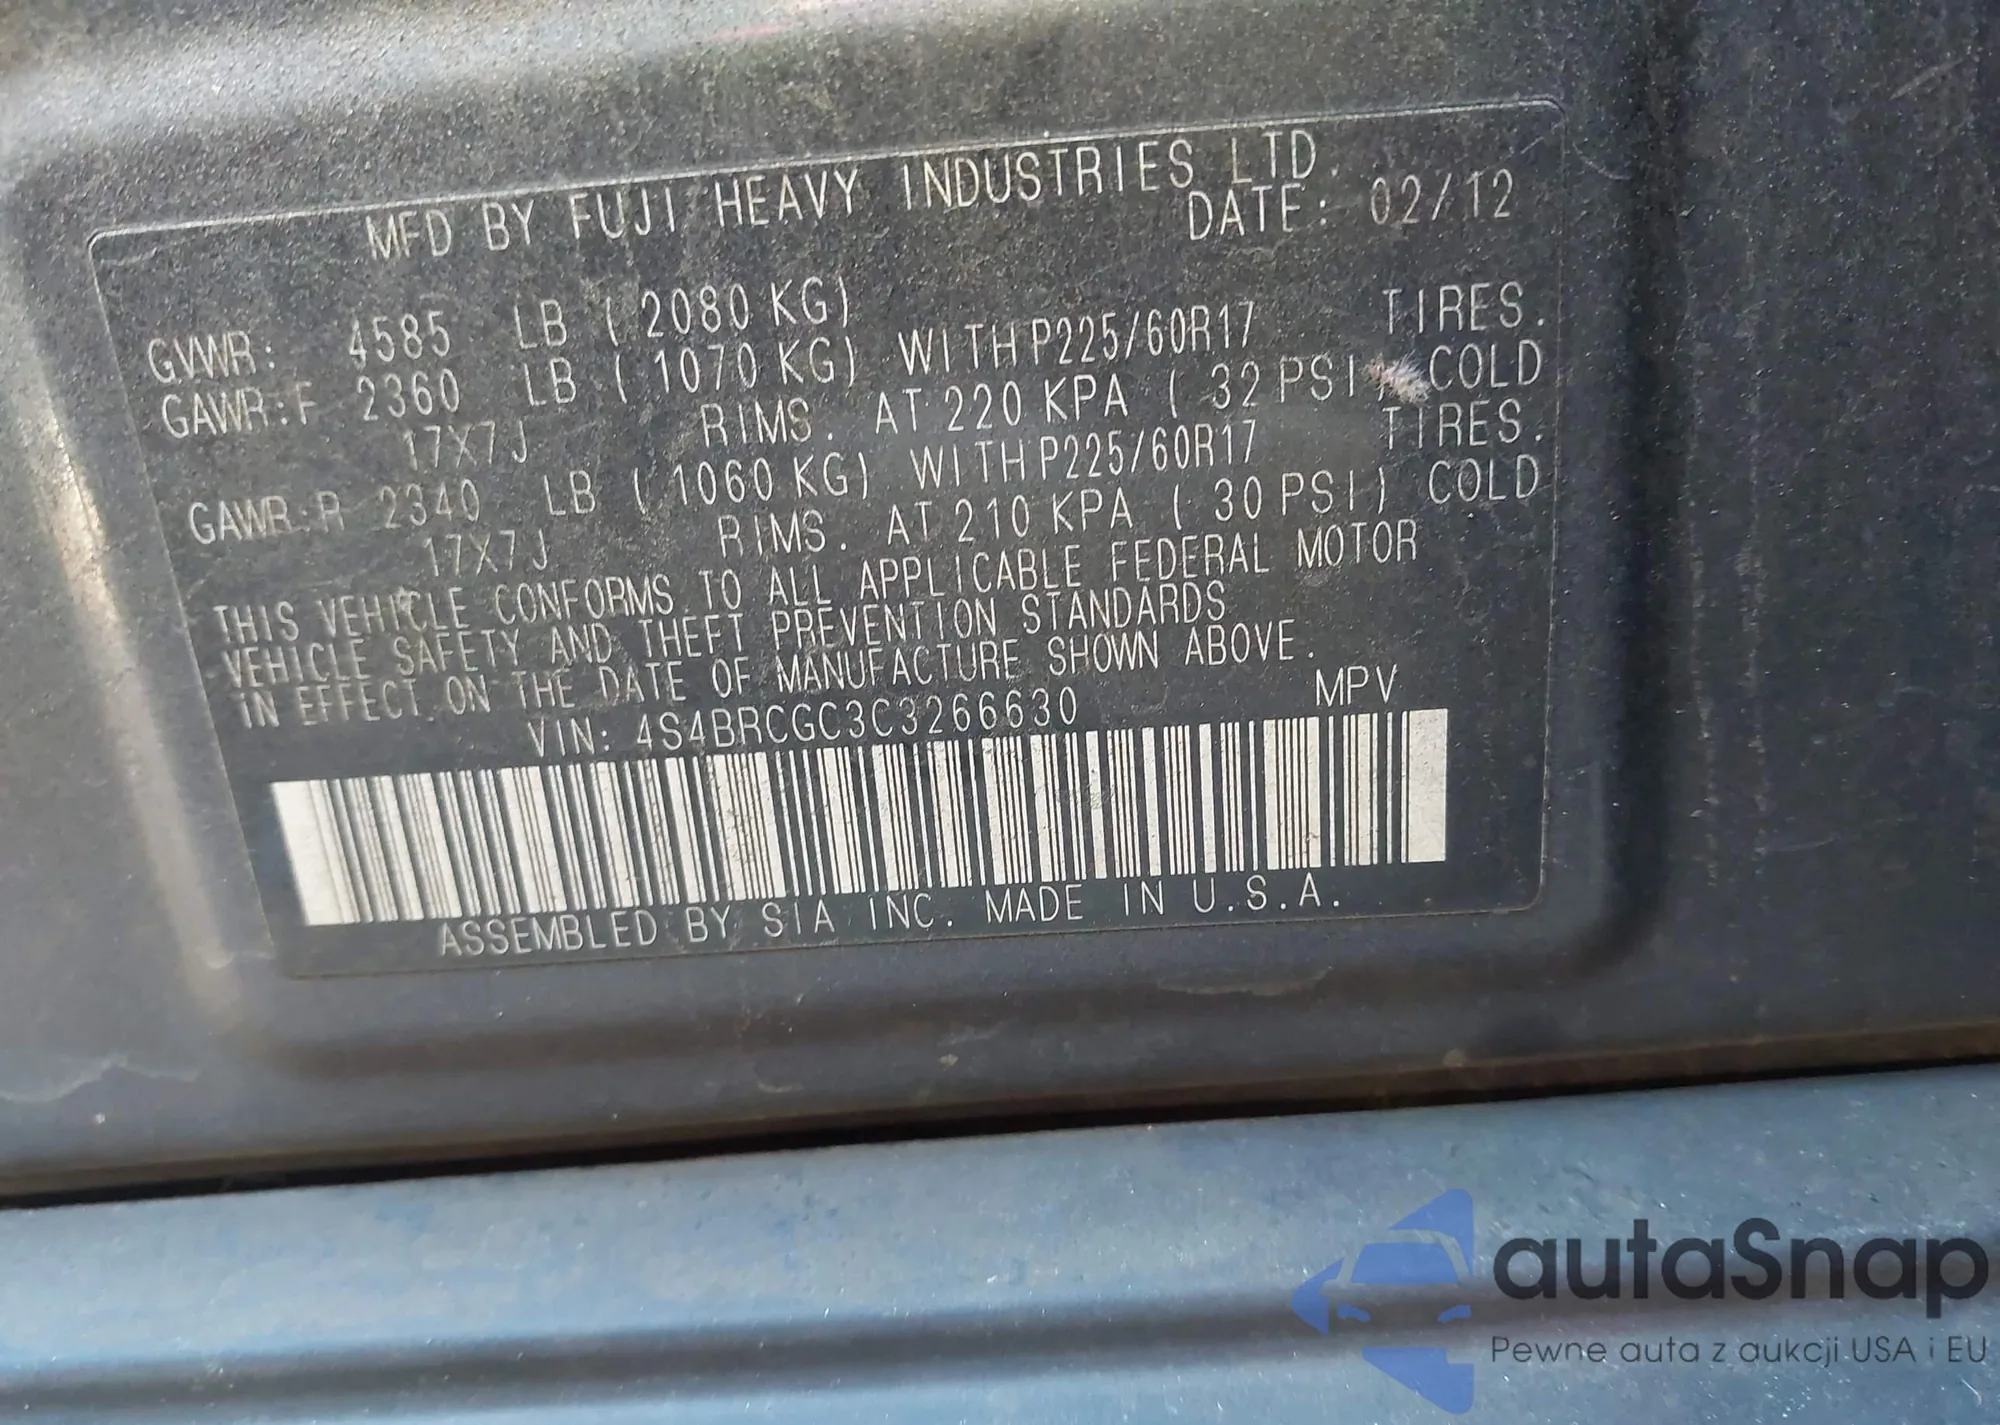 MFD BY FUJI HEAVY INDUSTRIES LTD.
DATE: 02/12
GVWR: 4585 LB ( 2080 KG)
GAWR:F 2360 LB ( 1070 KG) WITH P225/60R17 TIRES.
17X7J RIMS. AT 220 KPA ( 32 PSI) COLD
GAWR:R 2340 LB ( 1060 KG) WITH P225/60R17 TIRES.
17X7J RIMS. AT 210 KPA ( 30 PSI) COLD
THIS VEHICLE CONFORMS TO ALL APPLICABLE FEDERAL MOTOR
VEHICLE SAFETY AND THEFT PREVENTION STANDARDS
IN EFFECT ON THE DATE OF MANUFACTURE SHOWN ABOVE.
VIN: 4S4BRCGC3C3266630 MPV
ASSEMBLED BY SIA INC. MADE IN U.S.A.
autaSnap
Pewne auta z aukcji USA i EU